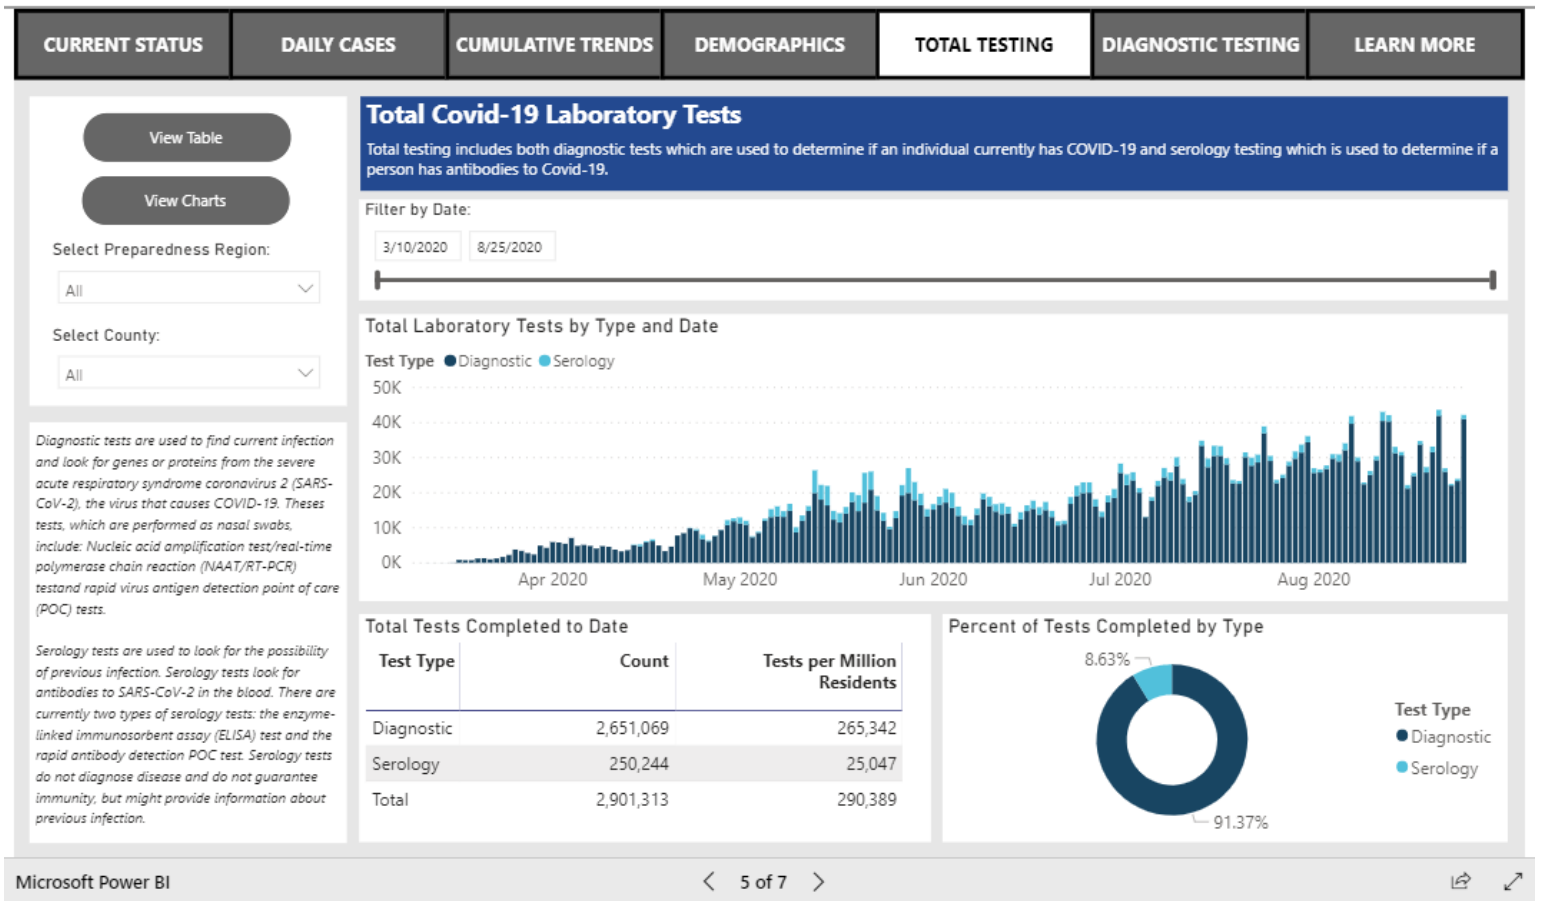 CURRENT STATUS
DAILY CASES
CUMULATIVE TRENDS
DEMOGRAPHICS
TOTAL TESTING
DIAGNOSTIC TESTING
LEARN MORE
View Table
View Charts
Select Preparedness Region:
All
Select County:
All
Diagnostic tests are used to find current infection
and look for genes or proteins from the severe
acute respiratory syndrome coronavirus 2 (SARS-
CoV-2), the virus that causes COVID-19. Theses
tests, which are performed as nasal swabs,
include: Nucleic acid amplification test/real-time
polymerase chain reaction (NAAT/RT-PCR)
testand rapid virus antigen detection point of care
(POC) tests.
Serology tests are used to look for the possibility
of previous infection. Serology tests look for
antibodies to SARS-CoV-2 in the blood. There are
currently two types of serology tests: the enzyme-
linked immunosorbent assay (ELISA) test and the
rapid antibody detection POC test. Serology tests
do not diagnose disease and do not guarantee
immunity, but might provide information about
previous infection.
Total Covid-19 Laboratory Tests
Total testing includes both diagnostic tests which are used to determine if an individual currently has COVID-19 and serology testing which is used to determine if a
person has antibodies to Covid-19.
Filter by Date:
3/10/2020
8/25/2020
Total Laboratory Tests by Type and Date
Test Type Diagnostic Serology
50K
40K
30K
20K
10K
0K
Apr 2020
May 2020
Jun 2020
Jul 2020
Aug 2020
Total Tests Completed to Date
Test Type Count Tests per Million
Residents
Diagnostic 2,651,069 265,342
Serology 250,244 25,047
Total 2,901,313 290,389
Percent of Tests Completed by Type
8.63%
91.37%
Test Type
Diagnostic
Serology
Microsoft Power BI
5 of 7